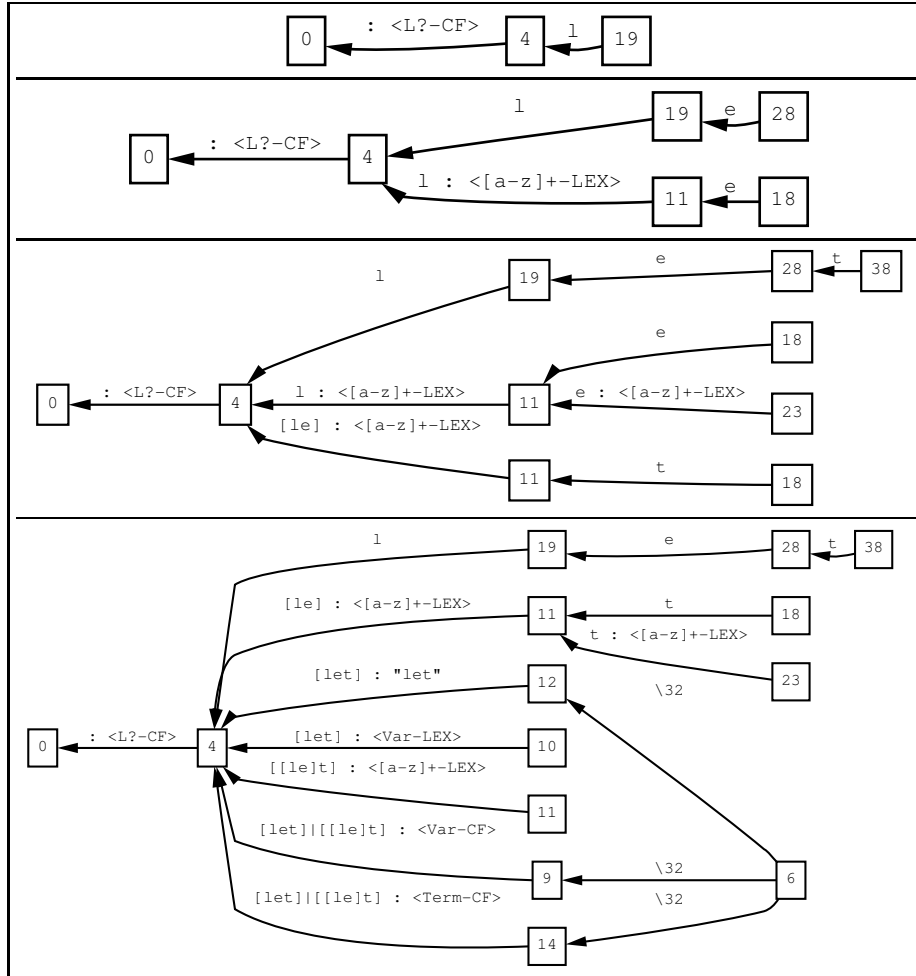 0 : <L?-CF> 4 l 19
l 19 e 28
0 : <L?-CF> 4
l : <[a-z]+-LEX> 11 e 18
l 19 e 28 t 38
e 18
0 : <L?-CF> 4 l : <[a-z]+-LEX> 11 e : <[a-z]+-LEX> 23
[le] : <[a-z]+-LEX>
11 t 18
l 19 e 28 t 38
[le] : <[a-z]+-LEX> 11 t 18
t : <[a-z]+-LEX>
[let] : "let" 12 23
\32
0 : <L?-CF> 4 [let] : <Var-LEX> 10
[[le]t] : <[a-z]+-LEX>
11
[let]|[[le]t] : <Var-CF>
9 \32 6
[let]|[[le]t] : <Term-CF> \32
14